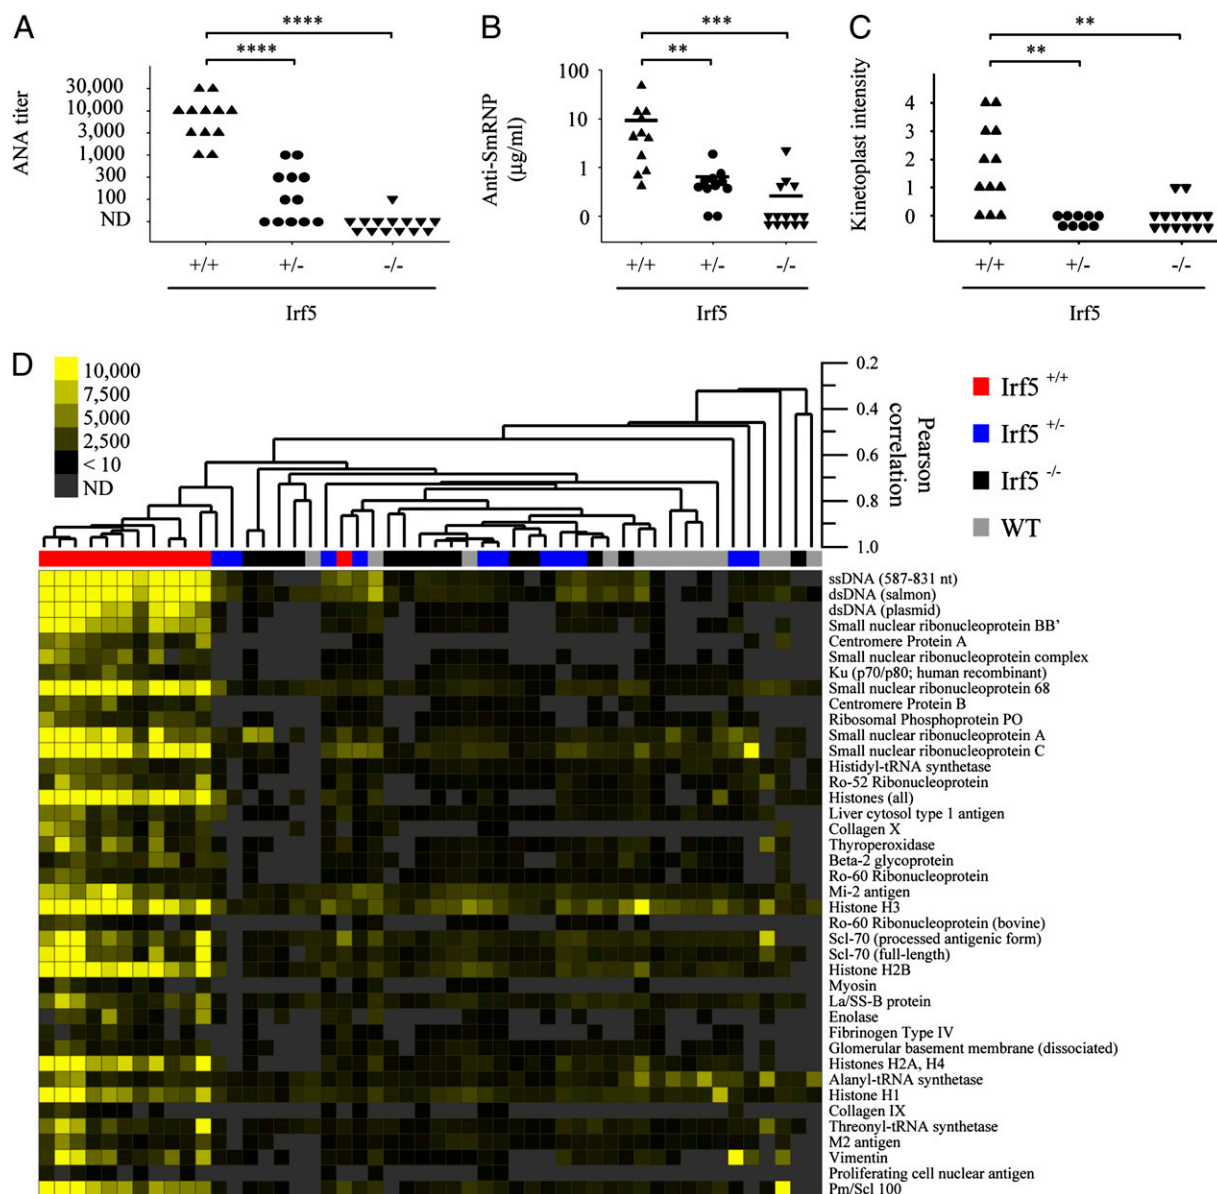 A
****
****
ANA titer
30,000
10,000
3,000
1,000
300
100
ND
+/+ +/- -/-
Irf5
B
***
**
Anti-SmRNP
(µg/ml)
100
10
1
0
+/+ +/- -/-
Irf5
C
**
**
Kinetoplast intensity
4
3
2
1
0
+/+ +/- -/-
Irf5
D
10,000
7,500
5,000
2,500
< 10
ND
0.2
0.4
0.6
0.8
1.0
Pearson
correlation
Irf5 +/+
Irf5 +/-
Irf5 -/-
WT
ssDNA (587-831 nt)
dsDNA (salmon)
dsDNA (plasmid)
Small nuclear ribonucleoprotein BB'
Centromere Protein A
Small nuclear ribonucleoprotein complex
Ku (p70/p80; human recombinant)
Small nuclear ribonucleoprotein 68
Centromere Protein B
Ribosomal Phosphoprotein PO
Small nuclear ribonucleoprotein A
Small nuclear ribonucleoprotein C
Histidyl-tRNA synthetase
Ro-52 Ribonucleoprotein
Histones (all)
Liver cytosol type 1 antigen
Collagen X
Thyroperoxidase
Beta-2 glycoprotein
Ro-60 Ribonucleoprotein
Mi-2 antigen
Histone H3
Ro-60 Ribonucleoprotein (bovine)
Scl-70 (processed antigenic form)
Scl-70 (full-length)
Histone H2B
Myosin
La/SS-B protein
Enolase
Fibrinogen Type IV
Glomerular basement membrane (dissociated)
Histones H2A, H4
Alanyl-tRNA synthetase
Histone H1
Collagen IX
Threonyl-tRNA synthetase
M2 antigen
Vimentin
Proliferating cell nuclear antigen
Pm/Scl 100